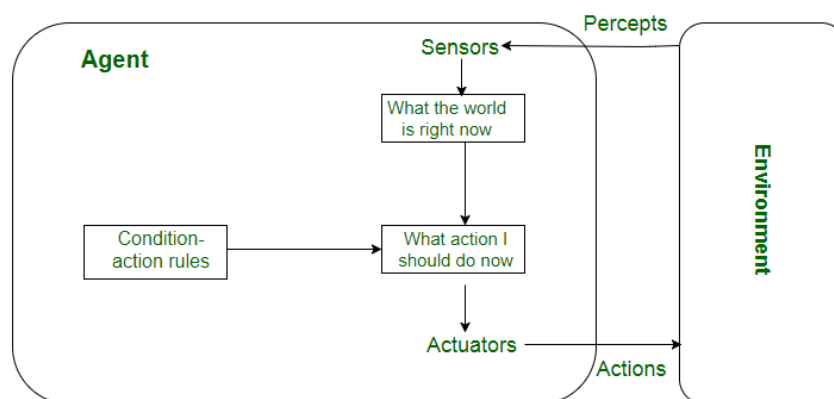 Percepts
Agent
Sensors
What the world
is right now
Condition-
action rules
What action I
should do now
Environment
Actuators
Actions